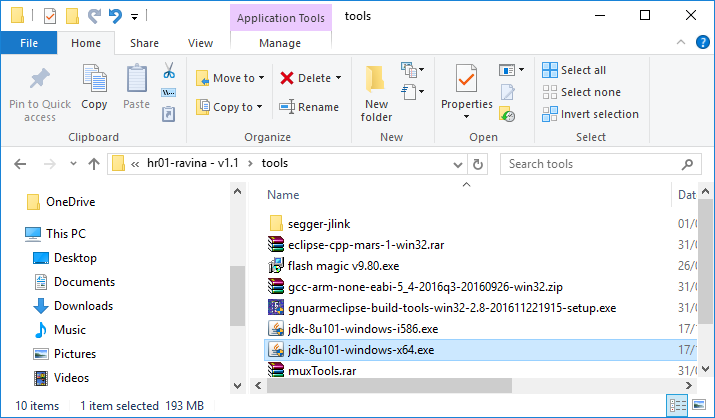 Application Tools tools
File Home Share View Manage
Pin to Quick access
Copy
Paste
Clipboard
Move to
Copy to
Delete
Rename
Organize
New folder
New
Properties
Open
Select all
Select none
Invert selection
Select
« hr01-ravina - v1.1 › tools
Search tools
OneDrive
This PC
Desktop
Documents
Downloads
Music
Pictures
Videos
Name Dat
segger-jlink 01/0
eclipse-cpp-mars-1-win32.rar 31/0
flash magic v9.80.exe 26/0
gcc-arm-none-eabi-5_4-2016q3-20160926-win32.zip 31/0
gnuarmeclipse-build-tools-win32-2.8-201611221915-setup.exe 31/0
jdk-8u101-windows-i586.exe 17/
jdk-8u101-windows-x64.exe 17/
muxTools.rar 31/0
10 items 1 item selected 193 MB